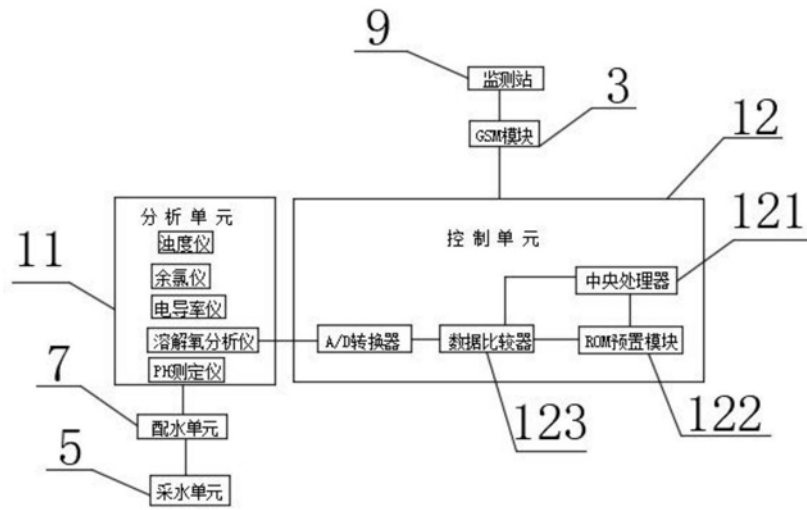 9
监测站
3
GSM模块
12
分析单元
控制单元
121
浊度仪
11
余氯仪
中央处理器
电导率仪
溶解氧分析仪
A/D转换器
数据比较器
ROM预置模块
PH测定仪
7
配水单元
123
122
5
采水单元